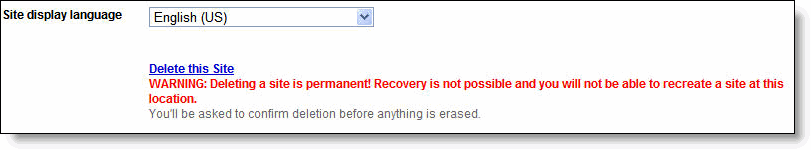 Site display language English (US)
Delete this Site
WARNING: Deleting a site is permanent! Recovery is not possible and you will not be able to recreate a site at this
location.
You'll be asked to confirm deletion before anything is erased.